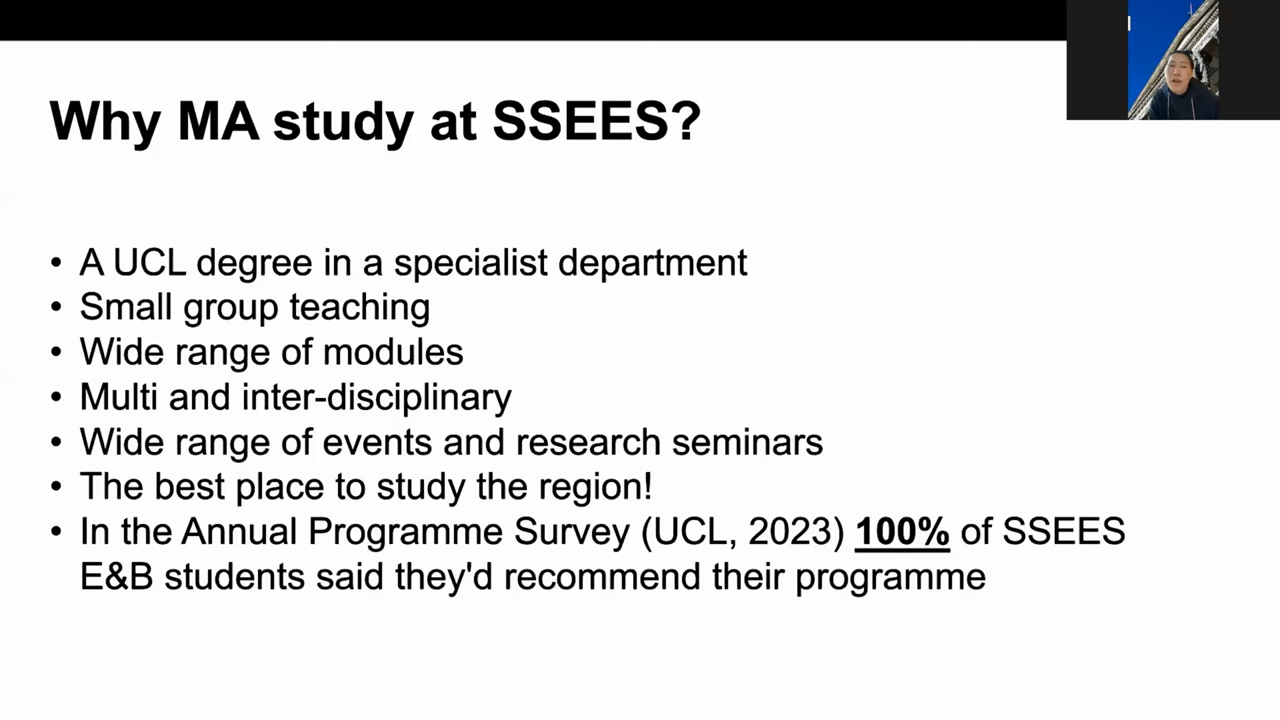 Why MA study at SSEES?
• A UCL degree in a specialist department
• Small group teaching
• Wide range of modules
• Multi and inter-disciplinary
• Wide range of events and research seminars
• The best place to study the region!
• In the Annual Programme Survey (UCL, 2023) 100% of SSEES
E&B students said they'd recommend their programme